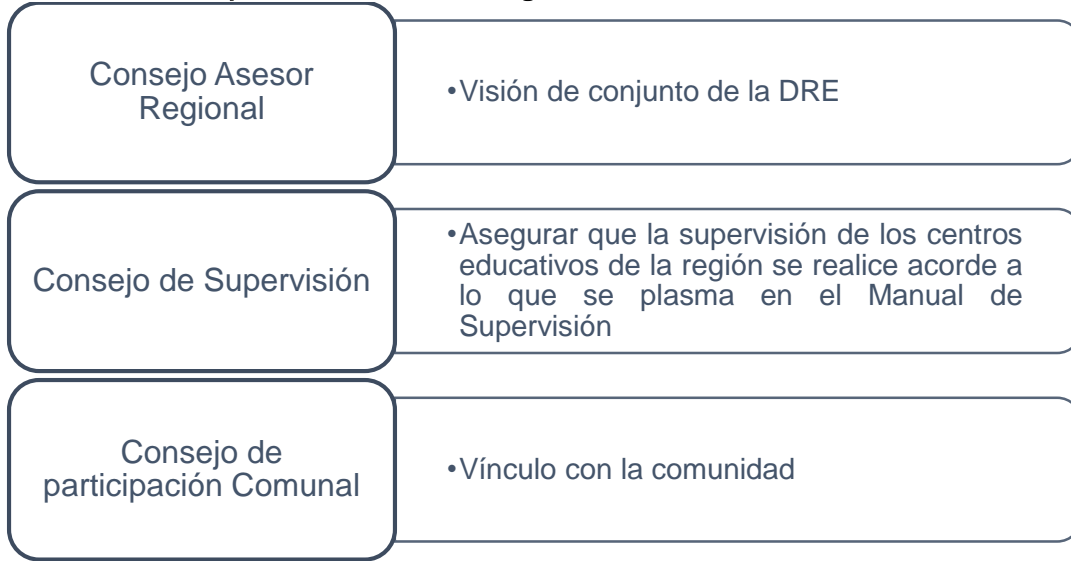 Consejo Asesor
Regional
•Visión de conjunto de la DRE
Consejo de Supervisión
•Asegurar que la supervisión de los centros
educativos de la región se realice acorde a
lo que se plasma en el Manual de
Supervisión
Consejo de
participación Comunal
•Vínculo con la comunidad